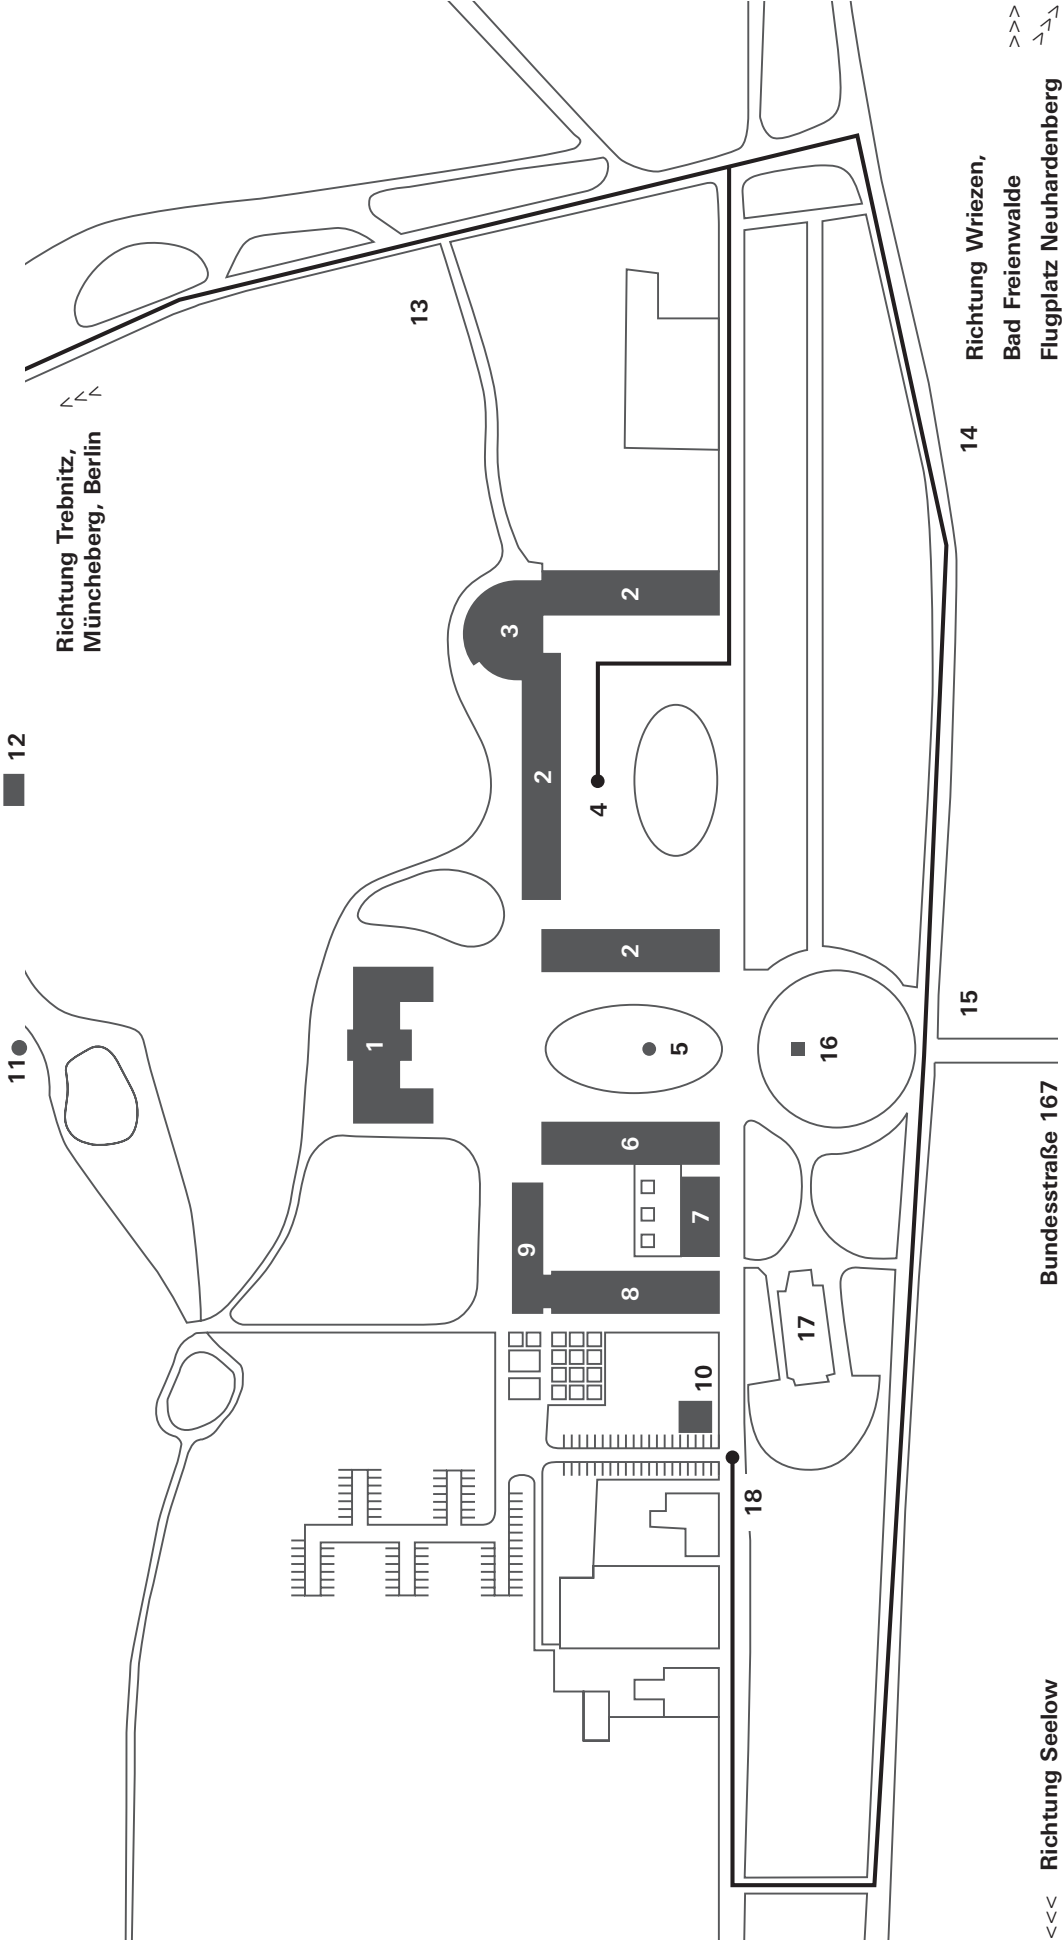 11
12
Richtung Trebnitz,
Müncheberg, Berlin >>>
1
13
3
9
2
4
8
6
2
2
5
7
10
18
17
16
15
14
Richtung Wriezen,
Bad Freienwalde >>>
<<< Richtung Seelow
Bundesstraße 167
Flugplatz Neuhardenberg >>>